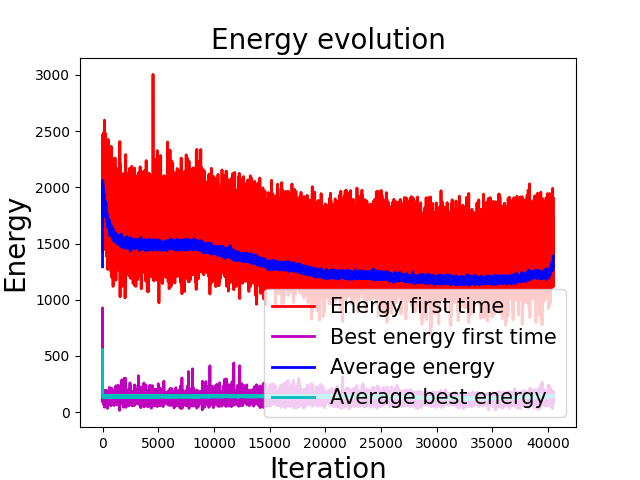 Energy evolution
3000
2500
2000
1500
1000
500
0
Energy
Energy first time
Best energy first time
Average energy
Average best energy
0 5000 10000 15000 20000 25000 30000 35000 40000
Iteration